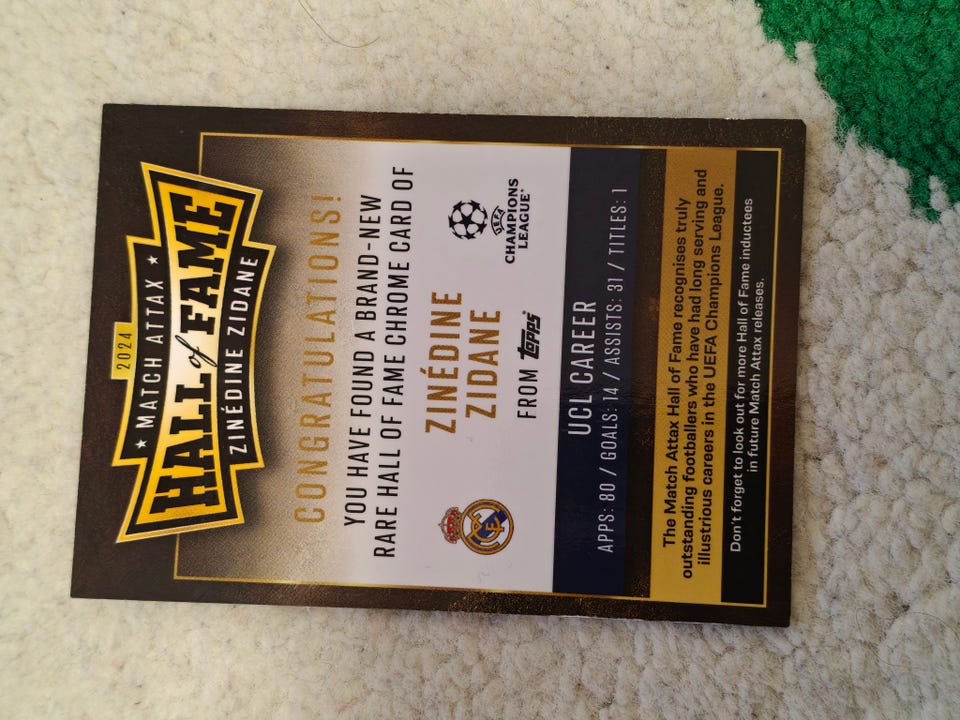 2024
★ MATCH ATTAX ★
HALL of FAME
ZINÉDINE ZIDANE
CONGRATULATIONS!
YOU HAVE FOUND A BRAND-NEW
RARE HALL OF FAME CHROME CARD OF
ZINÉDINE
ZIDANE
FROM Topps
UEFA
CHAMPIONS
LEAGUE
UCL CAREER
APPS: 80 / GOALS: 14 / ASSISTS: 31 / TITLES: 1
The Match Attax Hall of Fame recognises truly
outstanding footballers who have had long serving and
illustrious careers in the UEFA Champions League.
Don't forget to look out for more Hall of Fame inductees
in future Match Attax releases.